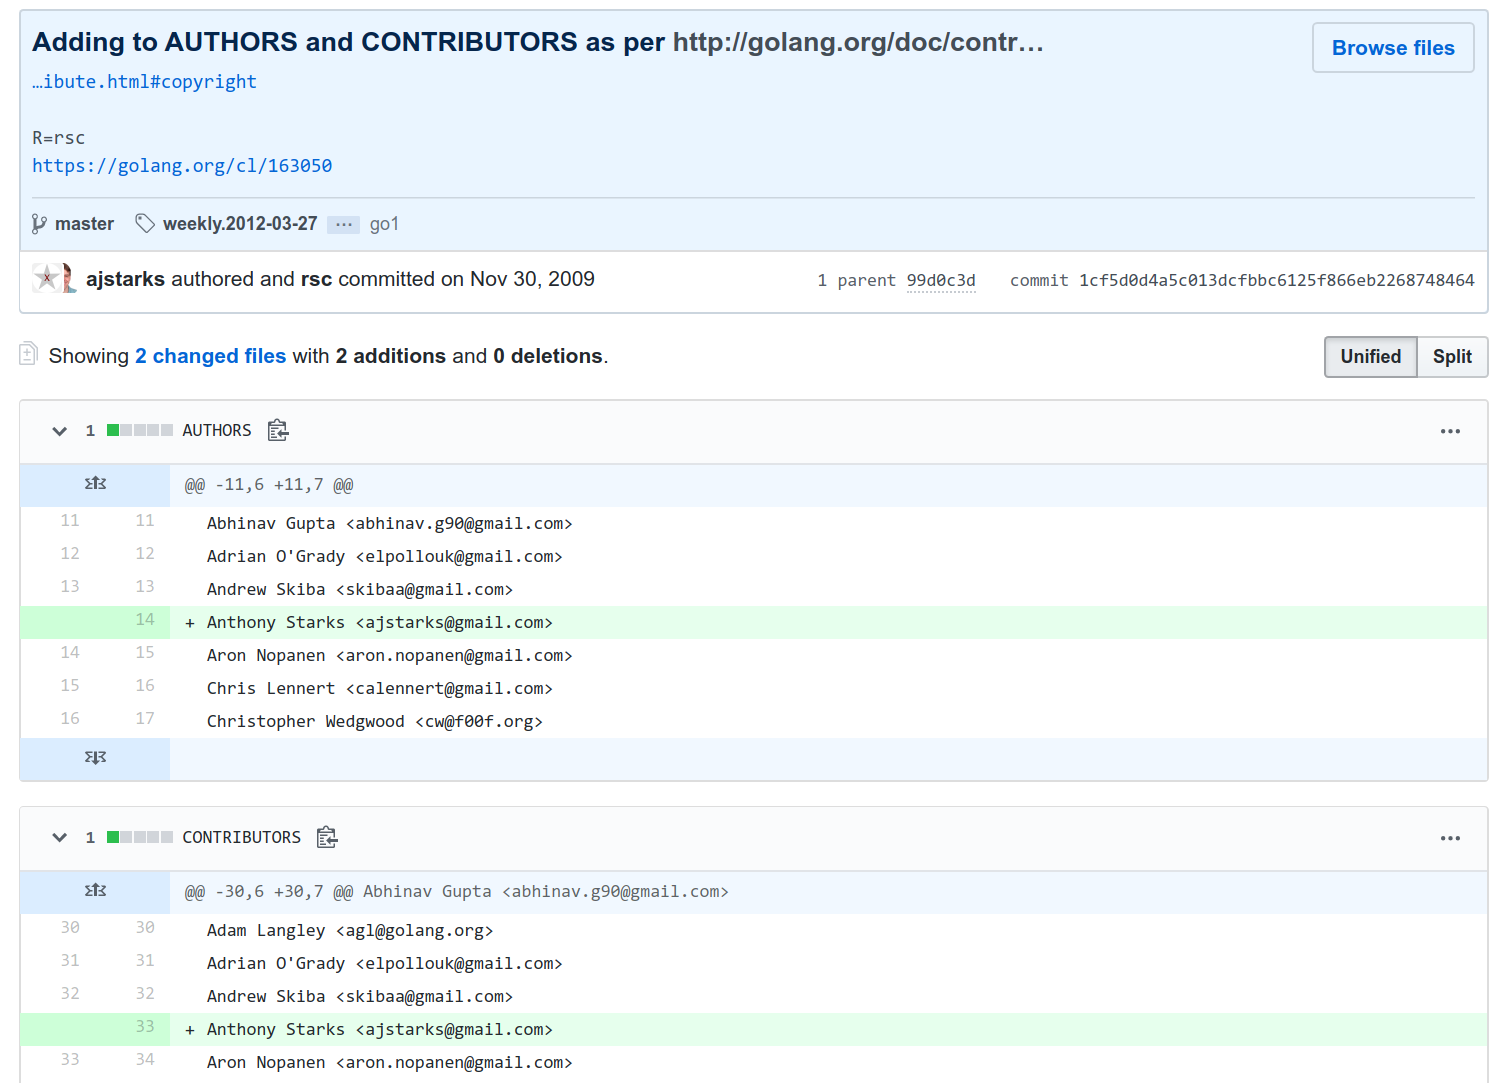 Adding to AUTHORS and CONTRIBUTORS as per http://golang.org/doc/contr…
Browse files
…ibute.html#copyright
R=rsc
https://golang.org/cl/163050
master weekly.2012-03-27 … go1
ajstarks authored and rsc committed on Nov 30, 2009
1 parent 99d0c3d commit 1cf5d0d4a5c013dcfbbc6125f866eb2268748464
Showing 2 changed files with 2 additions and 0 deletions.
Unified Split
1 AUTHORS
@@ -11,6 +11,7 @@
11 11 Abhinav Gupta <abhinav.g90@gmail.com>
12 12 Adrian O'Grady <elpollouk@gmail.com>
13 13 Andrew Skiba <skibaa@gmail.com>
14 + Anthony Starks <ajstarks@gmail.com>
14 15 Aron Nopanen <aron.nopanen@gmail.com>
15 16 Chris Lennert <calennert@gmail.com>
16 17 Christopher Wedgwood <cw@f00f.org>
1 CONTRIBUTORS
@@ -30,6 +30,7 @@ Abhinav Gupta <abhinav.g90@gmail.com>
30 30 Adam Langley <agl@golang.org>
31 31 Adrian O'Grady <elpollouk@gmail.com>
32 32 Andrew Skiba <skibaa@gmail.com>
33 + Anthony Starks <ajstarks@gmail.com>
33 34 Aron Nopanen <aron.nopanen@gmail.com>